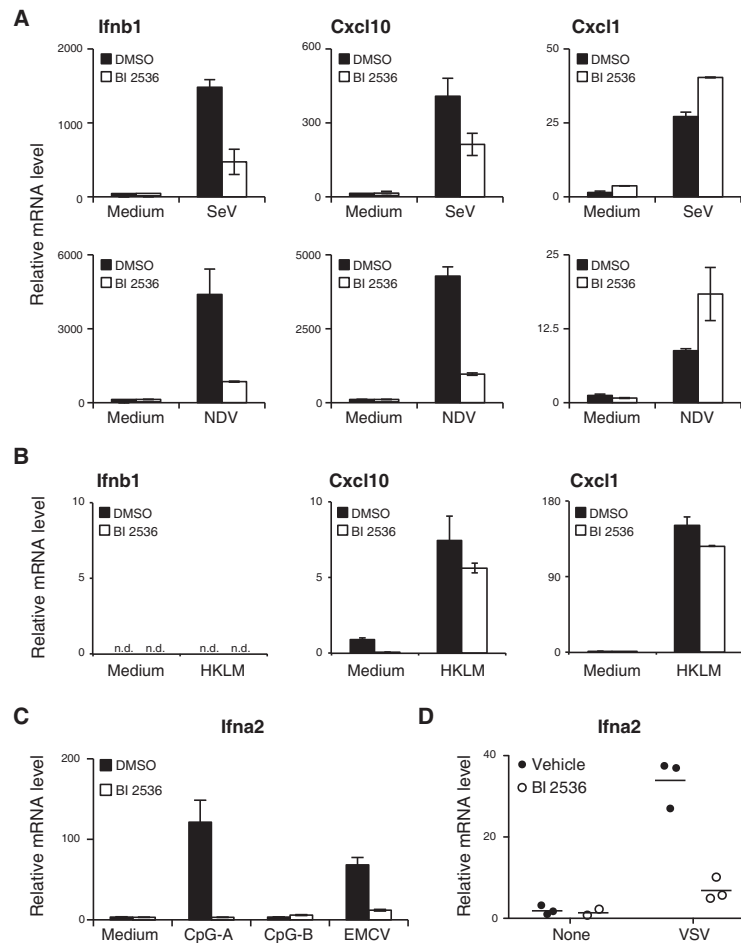 A
Ifnb1
Cxcl10
Cxcl1
Relative mRNA level
2000
1000
0
DMSO
BI 2536
Medium
SeV
600
300
0
DMSO
BI 2536
Medium
SeV
50
25
0
DMSO
BI 2536
Medium
SeV
6000
3000
0
DMSO
BI 2536
Medium
NDV
5000
2500
0
DMSO
BI 2536
Medium
NDV
25
12.5
0
DMSO
BI 2536
Medium
NDV
B
Ifnb1
Cxcl10
Cxcl1
Relative mRNA level
10
5
0
DMSO
BI 2536
n.d. n.d. n.d. n.d.
Medium
HKLM
10
5
0
DMSO
BI 2536
Medium
HKLM
180
90
0
DMSO
BI 2536
Medium
HKLM
C
Ifna2
Relative mRNA level
200
100
0
DMSO
BI 2536
Medium CpG-A CpG-B EMCV
D
Ifna2
Relative mRNA level
40
20
0
Vehicle
BI 2536
None
VSV